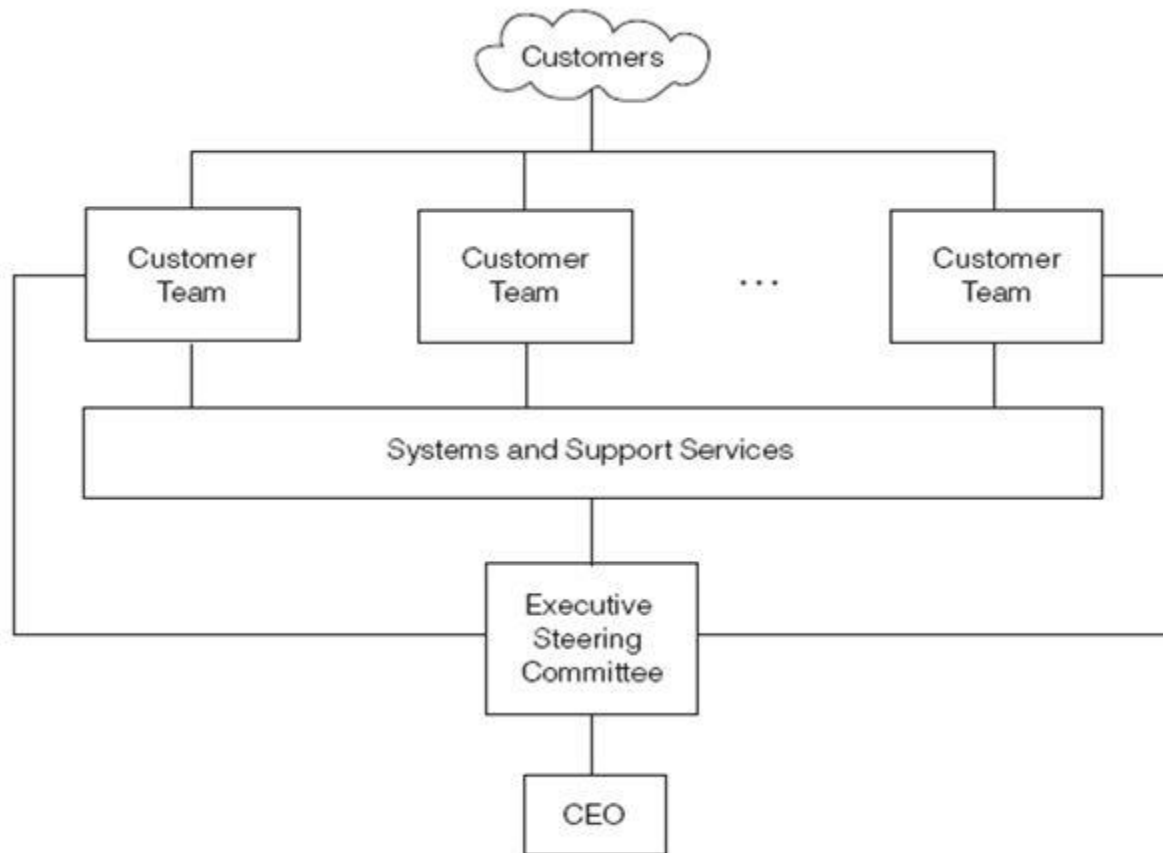 Customers
Customer
Team
Customer
Team
...
Customer
Team
Systems and Support Services
Executive
Steering
Committee
CEO